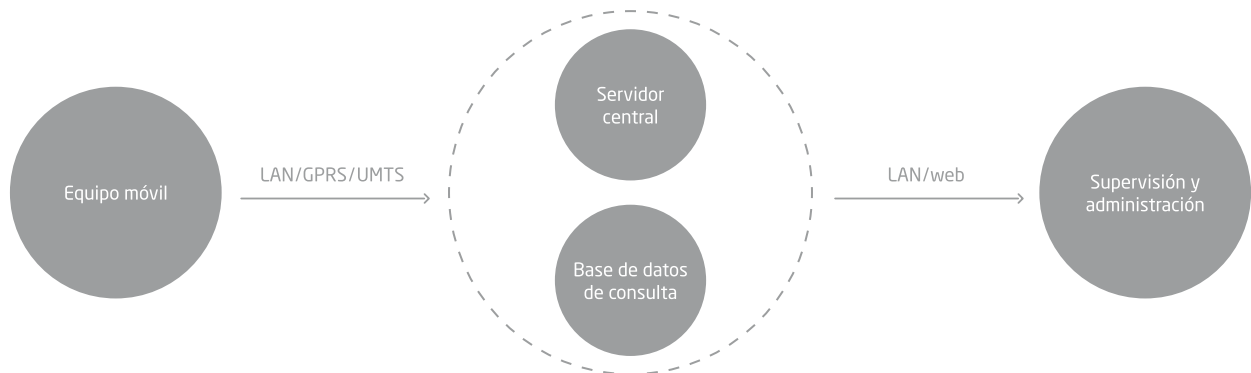 Equipo móvil
LAN/GPRS/UMTS
Servidor
central
Base de datos
de consulta
LAN/web
Supervisión y
administración